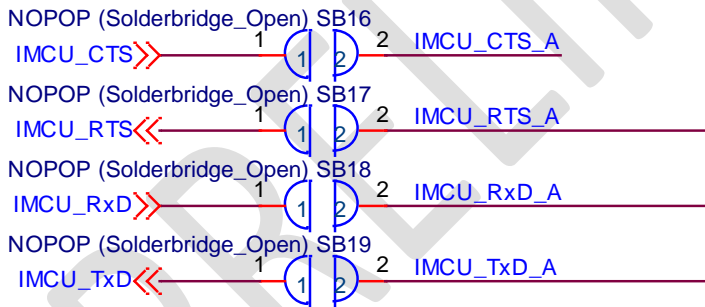 NOPOP (Solderbridge_Open) SB16
IMCU_CTS 1 1 2 2 IMCU_CTS_A
NOPOP (Solderbridge_Open) SB17
IMCU_RTS 1 1 2 2 IMCU_RTS_A
NOPOP (Solderbridge_Open) SB18
IMCU_RxD 1 1 2 2 IMCU_RxD_A
NOPOP (Solderbridge_Open) SB19
IMCU_TxD 1 1 2 2 IMCU_TxD_A